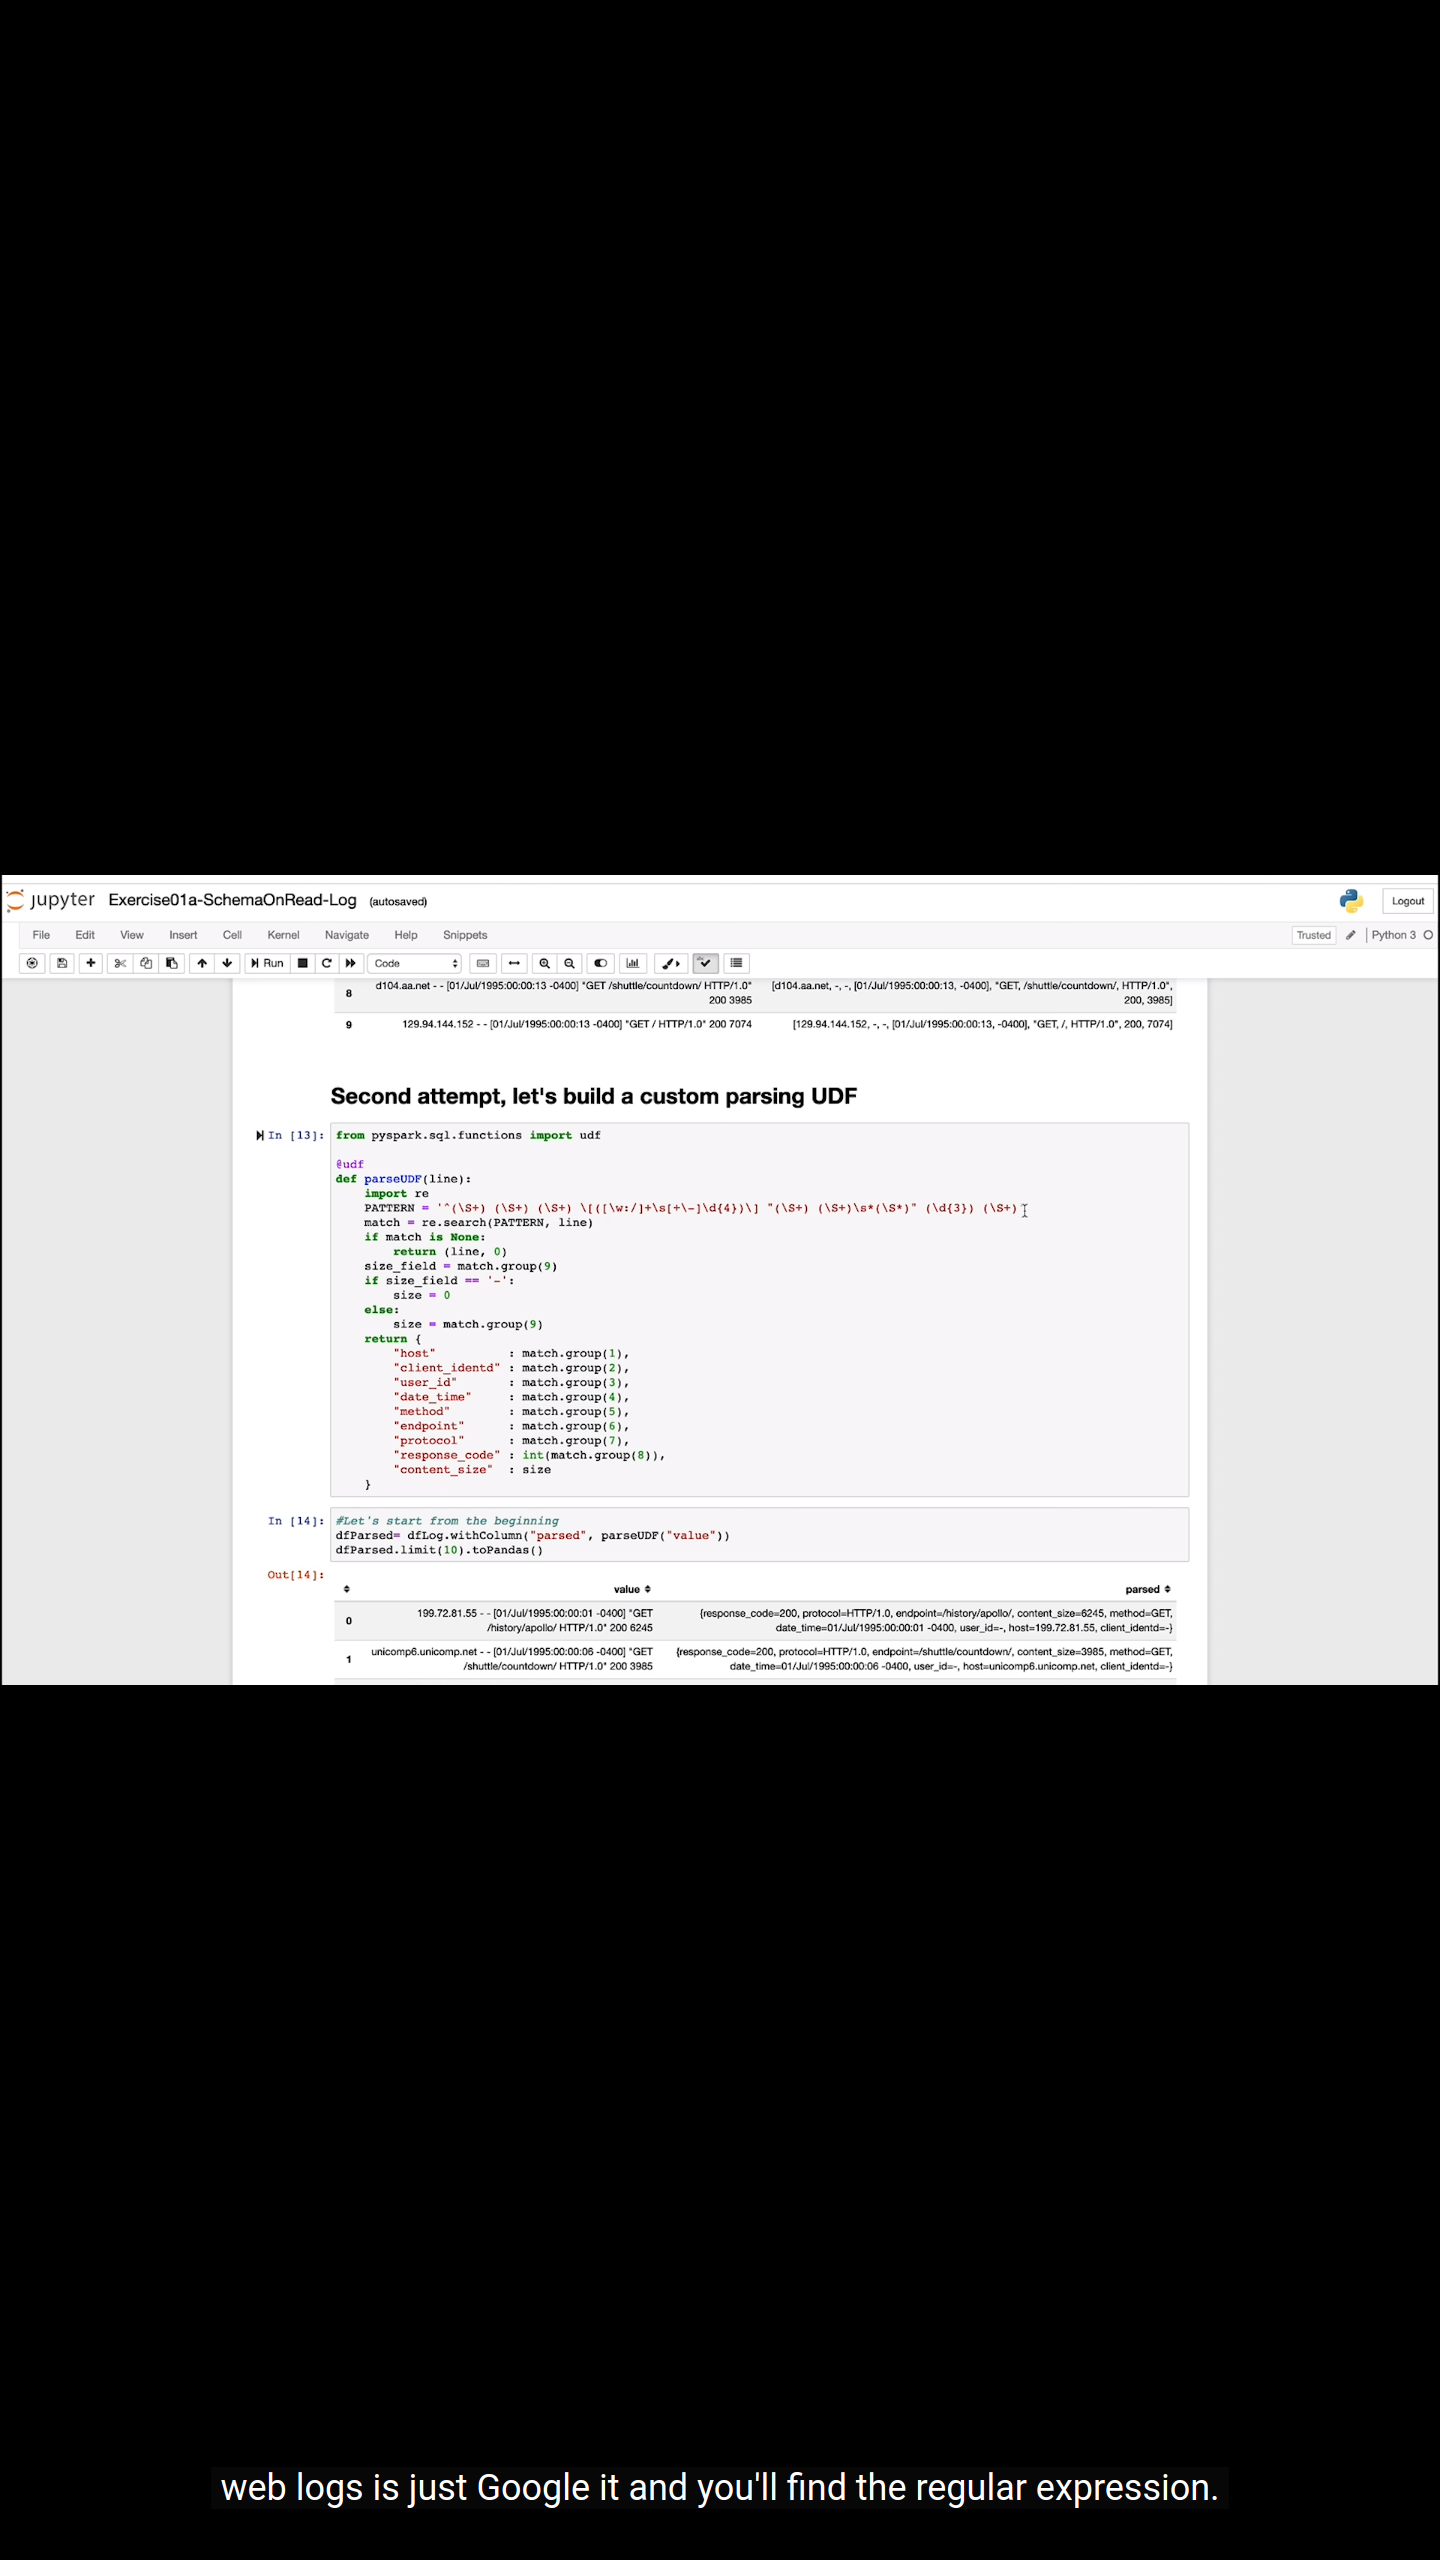 jupyter Exercise01a-SchemaOnRead-Log (autosaved) Logout
File Edit View Insert Cell Kernel Navigate Help Snippets Trusted Python 3
Run Code
8 d104.aa.net - - [01/Jul/1995:00:00:13 -0400] "GET /shuttle/countdown/ HTTP/1.0" [d104.aa.net, -, -, [01/Jul/1995:00:00:13, -0400], "GET, /shuttle/countdown/, HTTP/1.0",
200 3985 200, 3985]
9 129.94.144.152 - - [01/Jul/1995:00:00:13 -0400] "GET / HTTP/1.0" 200 7074 [129.94.144.152, -, -, [01/Jul/1995:00:00:13, -0400], "GET, /, HTTP/1.0", 200, 7074]
Second attempt, let's build a custom parsing UDF
In [13]: from pyspark.sql.functions import udf
@udf
def parseUDF(line):
    import re
    PATTERN = '^(\S+) (\S+) (\S+) \[([\w:/]+\s[+\-]\d{4})\] "(\S+) (\S+)\s*(\S*)" (\d{3}) (\S+)'
    match = re.search(PATTERN, line)
    if match is None:
        return (line, 0)
    size_field = match.group(9)
    if size_field == '-':
        size = 0
    else:
        size = match.group(9)
    return {
        "host" : match.group(1),
        "client_identd" : match.group(2),
        "user_id" : match.group(3),
        "date_time" : match.group(4),
        "method" : match.group(5),
        "endpoint" : match.group(6),
        "protocol" : match.group(7),
        "response_code" : int(match.group(8)),
        "content_size" : size
    }
In [14]: #Let's start from the beginning
dfParsed= dfLog.withColumn("parsed", parseUDF("value"))
dfParsed.limit(10).toPandas()
Out[14]:
value parsed
0 199.72.81.55 - - [01/Jul/1995:00:00:01 -0400] "GET {response_code=200, protocol=HTTP/1.0, endpoint=/history/apollo/, content_size=6245, method=GET,
/history/apollo/ HTTP/1.0" 200 6245 date_time=01/Jul/1995:00:00:01 -0400, user_id=-, host=199.72.81.55, client_identd=-}
1 unicomp6.unicomp.net - - [01/Jul/1995:00:00:06 -0400] "GET {response_code=200, protocol=HTTP/1.0, endpoint=/shuttle/countdown/, content_size=3985, method=GET,
/shuttle/countdown/ HTTP/1.0" 200 3985 date_time=01/Jul/1995:00:00:06 -0400, user_id=-, host=unicomp6.unicomp.net, client_identd=-}
web logs is just Google it and you'll find the regular expression.